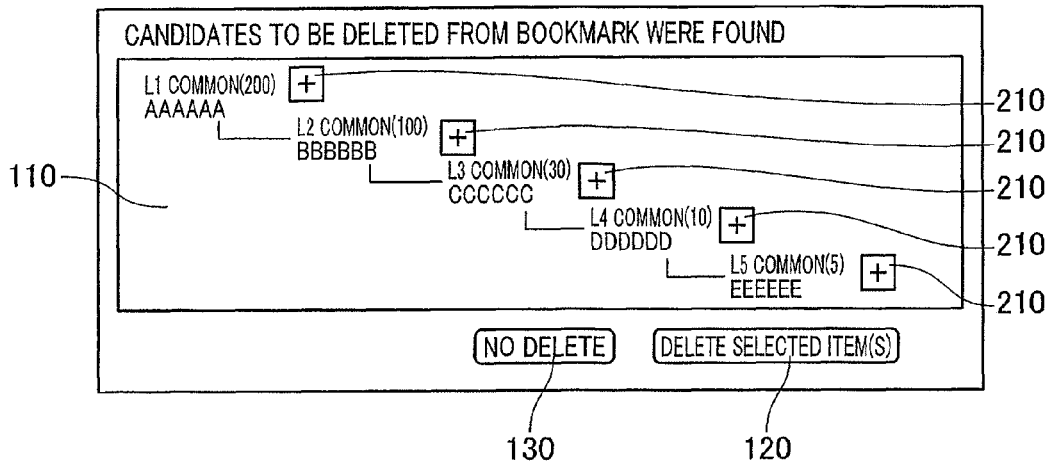 CANDIDATES TO BE DELETED FROM BOOKMARK WERE FOUND
L1 COMMON(200) +
AAAAAA
210
L2 COMMON(100) +
BBBBBB
210
L3 COMMON(30) +
CCCCCC
210
110
L4 COMMON(10) +
DDDDDD
210
L5 COMMON(5) +
EEEEEE
210
NO DELETE DELETE SELECTED ITEM(S)
130 120